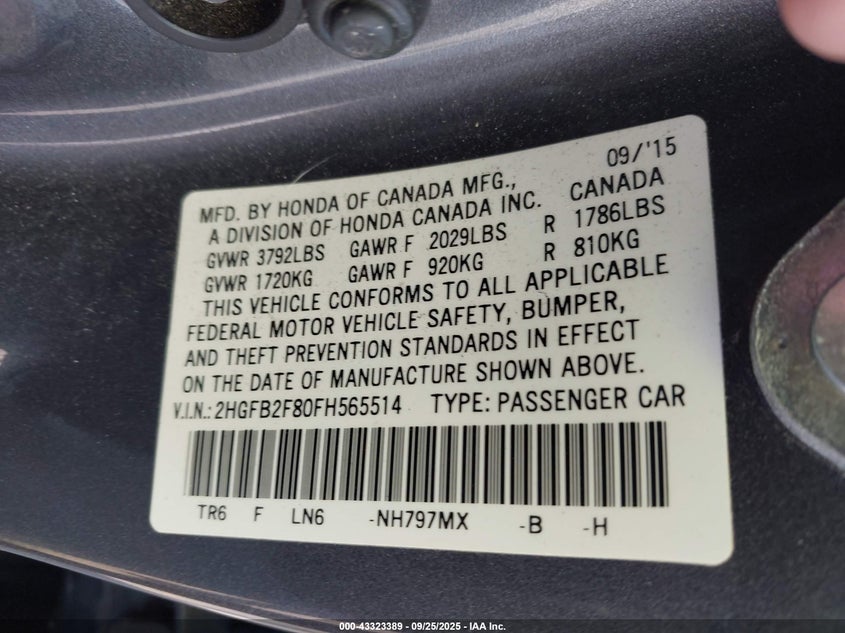 09/'15
MFD. BY HONDA OF CANADA MFG.,
A DIVISION OF HONDA CANADA INC. CANADA
GVWR 3792LBS GAWR F 2029LBS R 1786LBS
GVWR 1720KG GAWR F 920KG R 810KG
THIS VEHICLE CONFORMS TO ALL APPLICABLE
FEDERAL MOTOR VEHICLE SAFETY, BUMPER,
AND THEFT PREVENTION STANDARDS IN EFFECT
ON THE DATE OF MANUFACTURE SHOWN ABOVE.
V.I.N.: 2HGFB2F80FH565514 TYPE: PASSENGER CAR
TR6 F LN6 -NH797MX -B -H
000-43323389 - 09/25/2025 - IAA Inc.